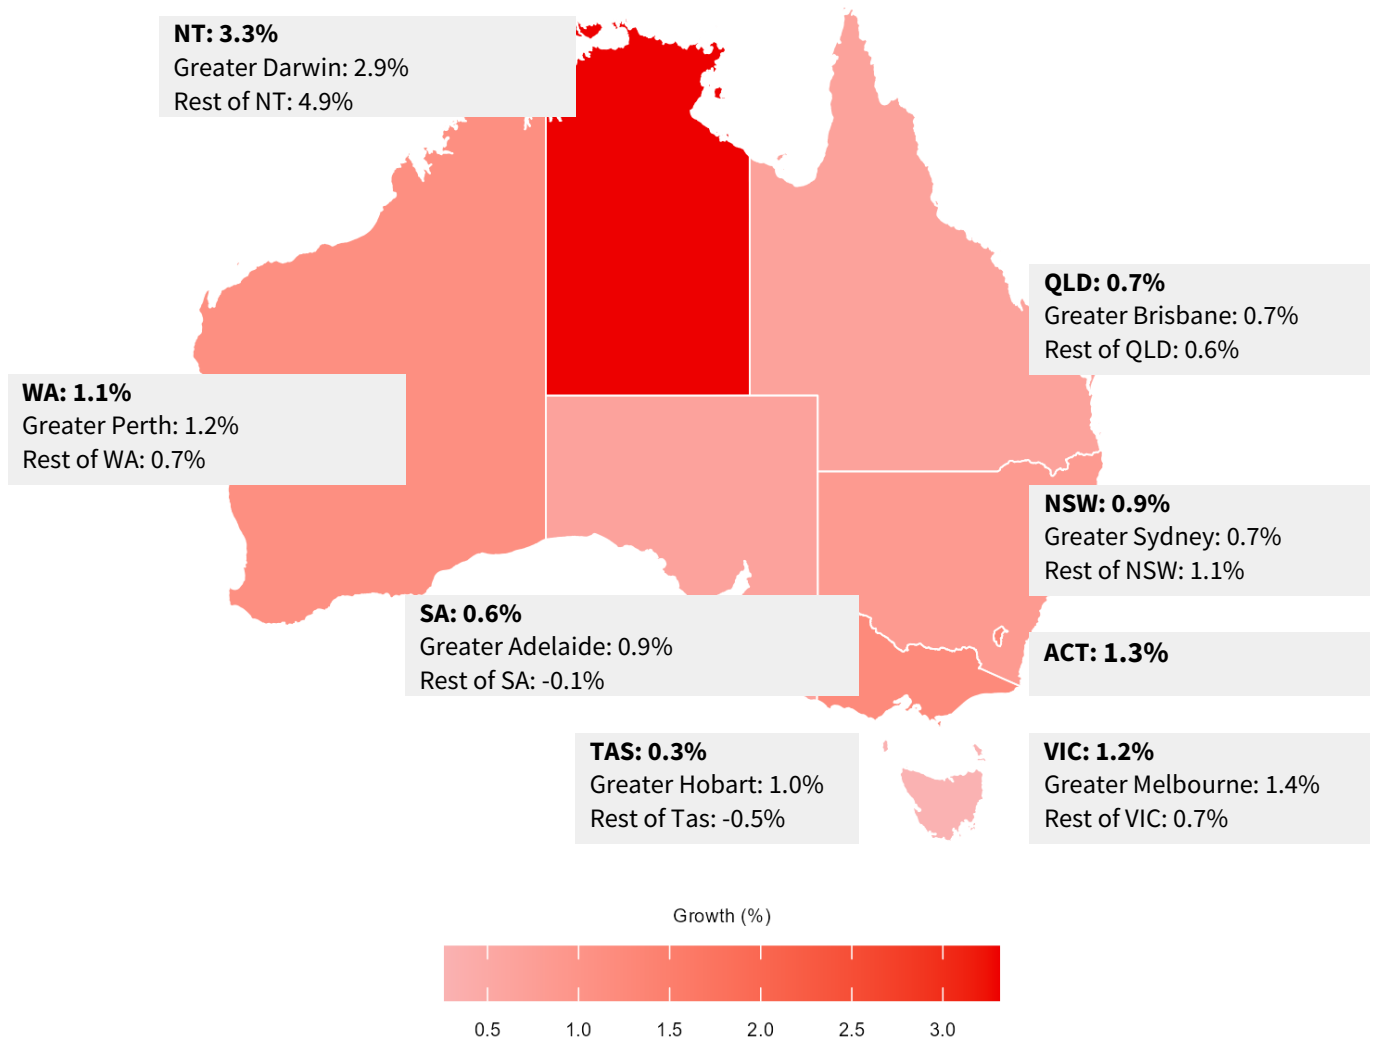 NT: 3.3%
Greater Darwin: 2.9%
Rest of NT: 4.9%
QLD: 0.7%
Greater Brisbane: 0.7%
Rest of QLD: 0.6%
WA: 1.1%
Greater Perth: 1.2%
Rest of WA: 0.7%
NSW: 0.9%
Greater Sydney: 0.7%
Rest of NSW: 1.1%
SA: 0.6%
Greater Adelaide: 0.9%
Rest of SA: -0.1%
ACT: 1.3%
TAS: 0.3%
Greater Hobart: 1.0%
Rest of Tas: -0.5%
VIC: 1.2%
Greater Melbourne: 1.4%
Rest of VIC: 0.7%
Growth (%)
0.5 1.0 1.5 2.0 2.5 3.0